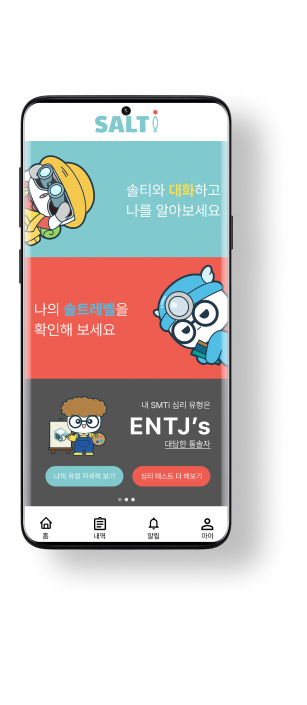 SALTi
솔티와 대화하고
나를 알아보세요
나의 솔트레벨을
확인해 보세요
내 SMTi 심리 유형은
ENTJ's
대담한 통솔자
나의 유형 자세히 보기
심리 테스트 더 해보기
홈
내역
알림
마이